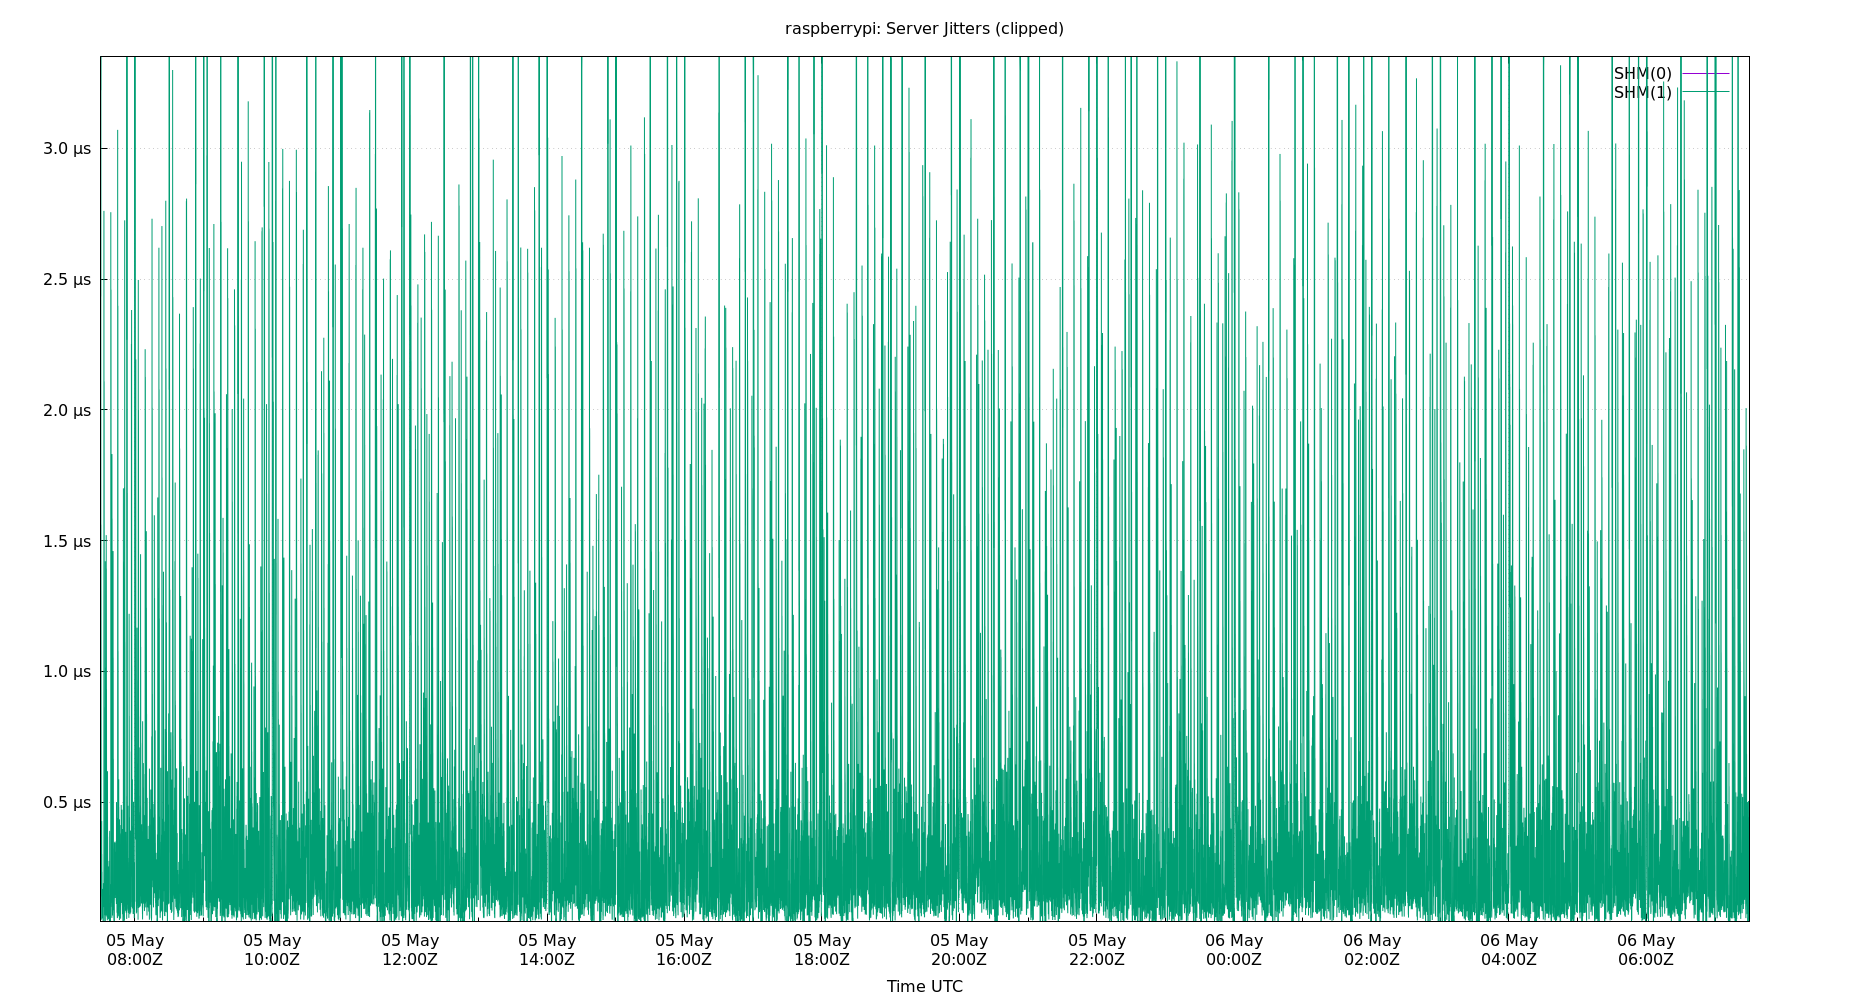 raspberrypi: Server Jitters (clipped)
SHM(0)
SHM(1)
3.0 µs
2.5 µs
2.0 µs
1.5 µs
1.0 µs
0.5 µs
05 May 05 May 05 May 05 May 05 May 05 May 05 May 05 May 06 May 06 May 06 May 06 May
08:00Z 10:00Z 12:00Z 14:00Z 16:00Z 18:00Z 20:00Z 22:00Z 00:00Z 02:00Z 04:00Z 06:00Z
Time UTC